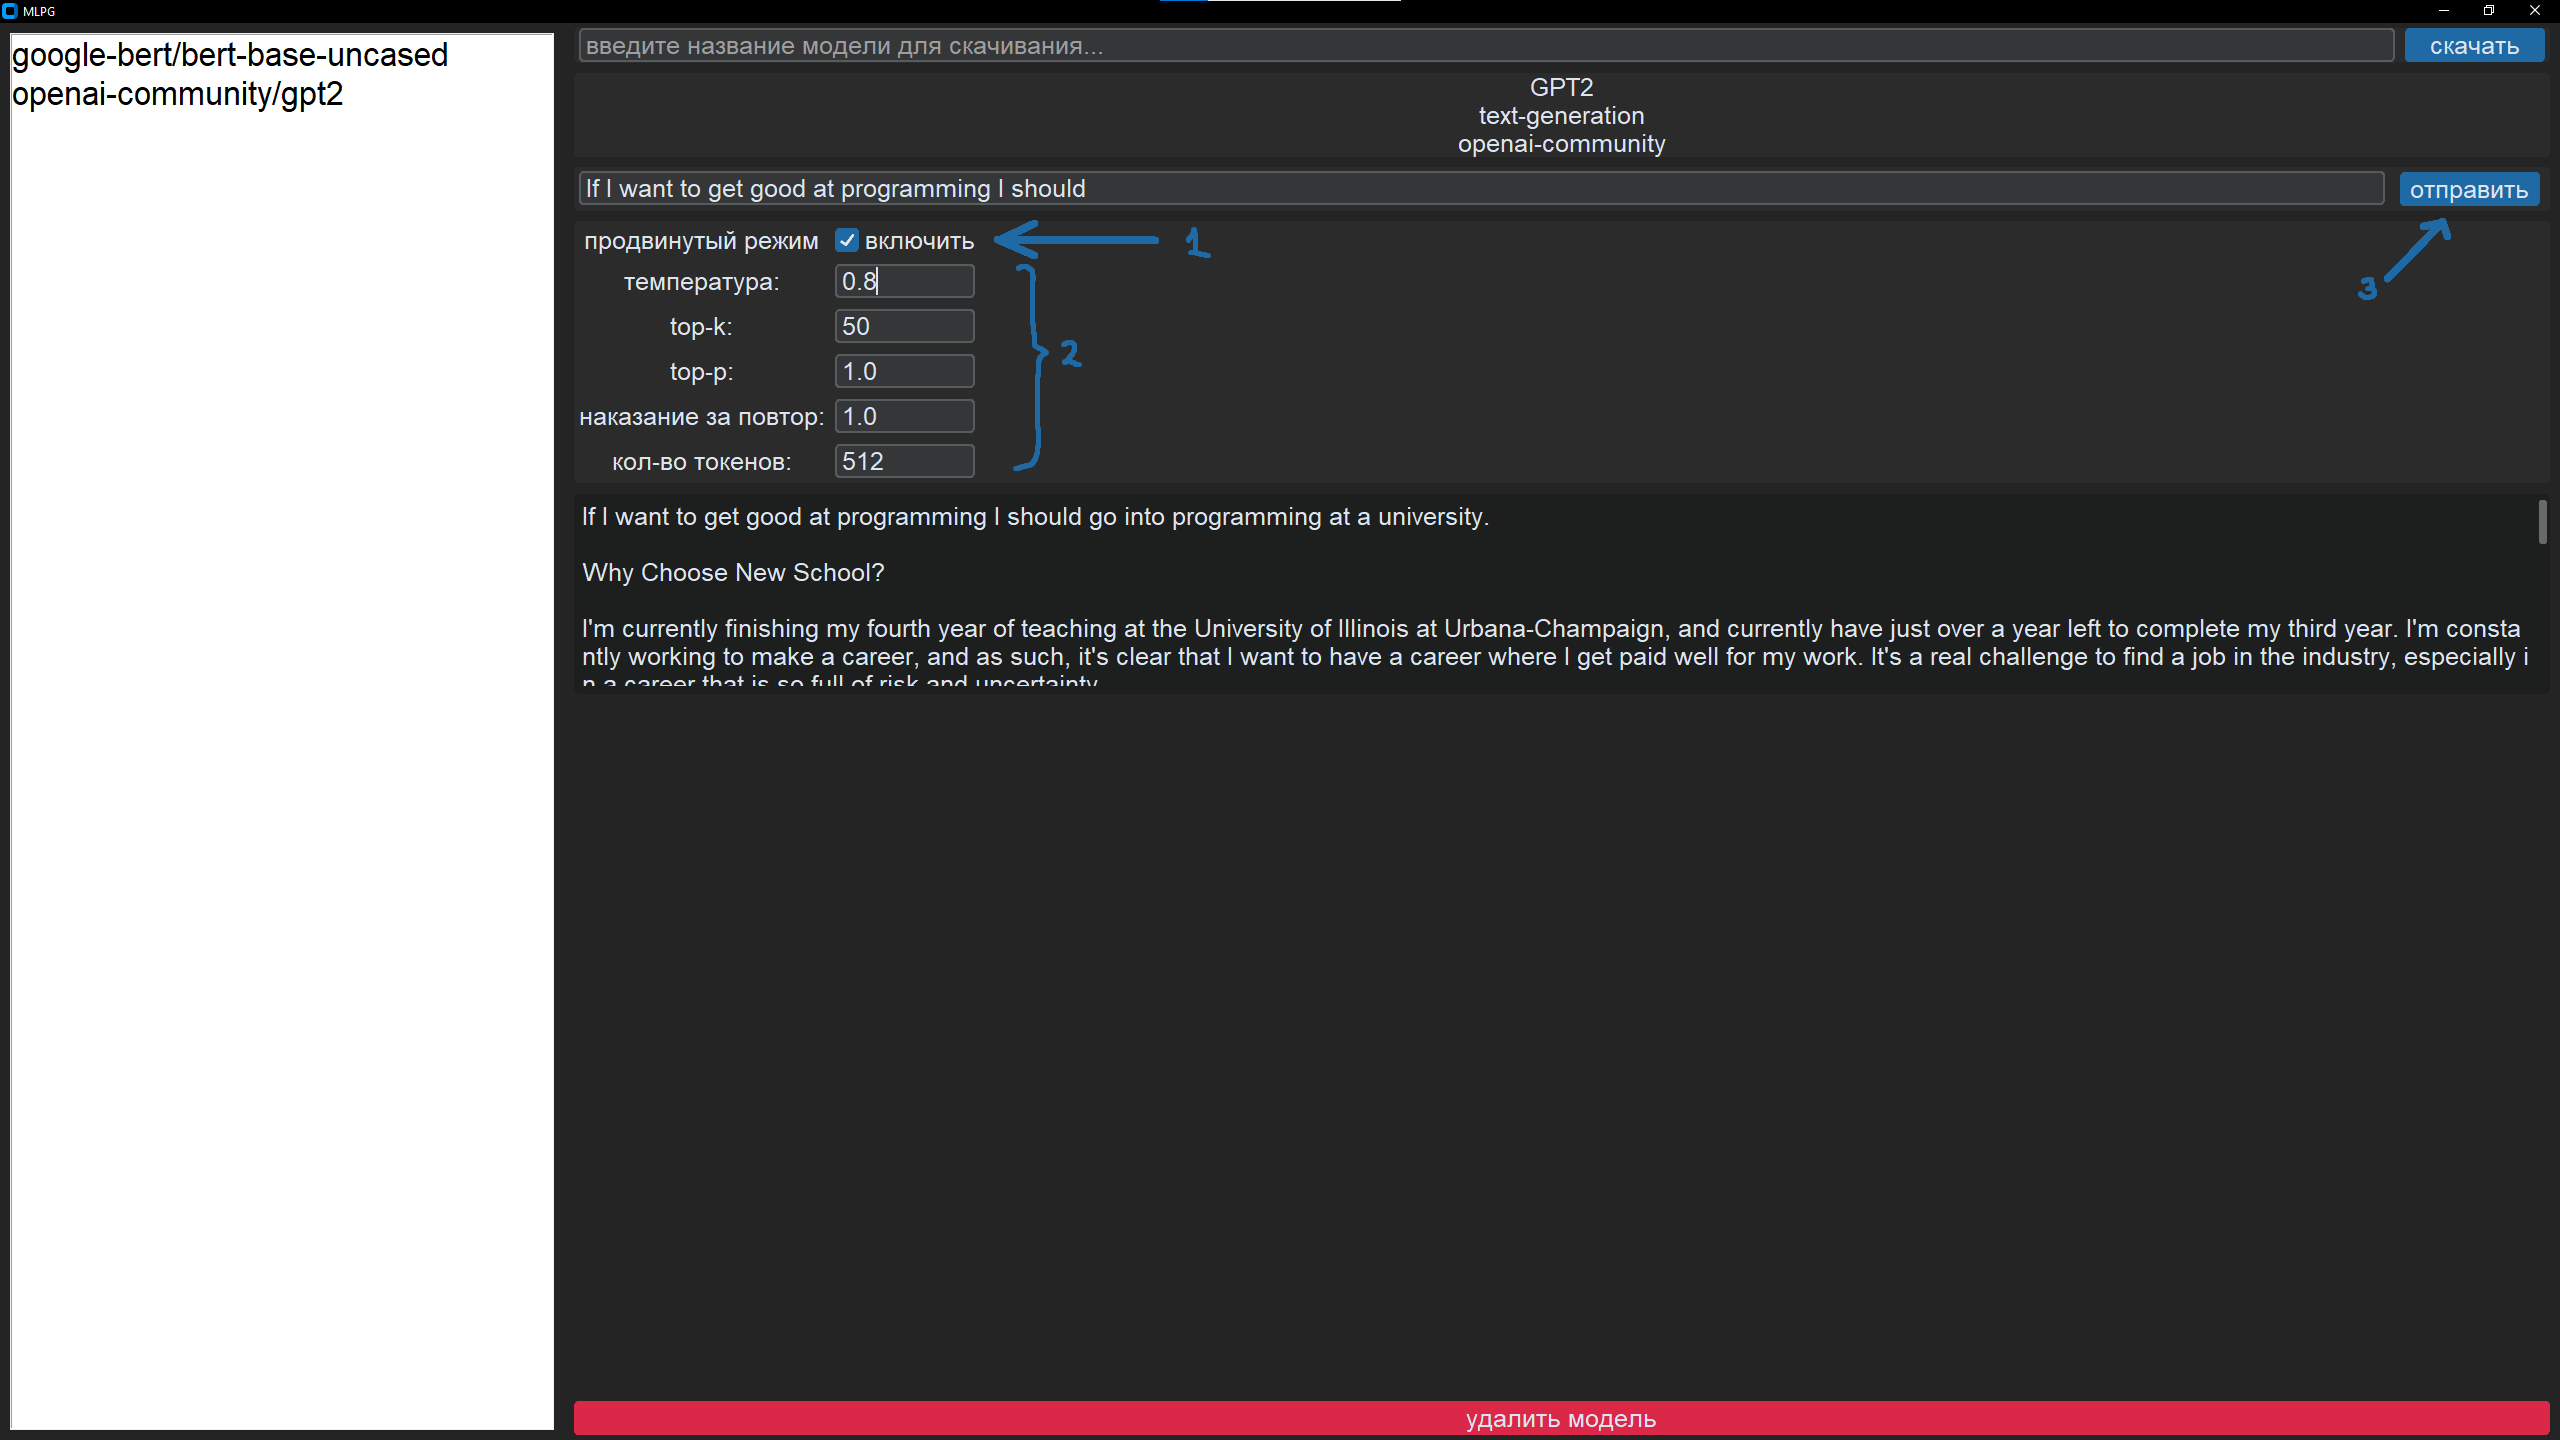 MLPG
google-bert/bert-base-uncased
openai-community/gpt2
введите название модели для скачивания...
скачать
GPT2
text-generation
openai-community
If I want to get good at programming I should
отправить
продвинутый режим
включить
1
температура:
0.8
3
top-k:
50
2
top-p:
1.0
наказание за повтор:
1.0
кол-во токенов:
512
If I want to get good at programming I should go into programming at a university.
Why Choose New School?
I'm currently finishing my fourth year of teaching at the University of Illinois at Urbana-Champaign, and currently have just over a year left to complete my third year. I'm consta
ntly working to make a career, and as such, it's clear that I want to have a career where I get paid well for my work. It's a real challenge to find a job in the industry, especially i
n a career that is so full of risk and uncertainty
удалить модель